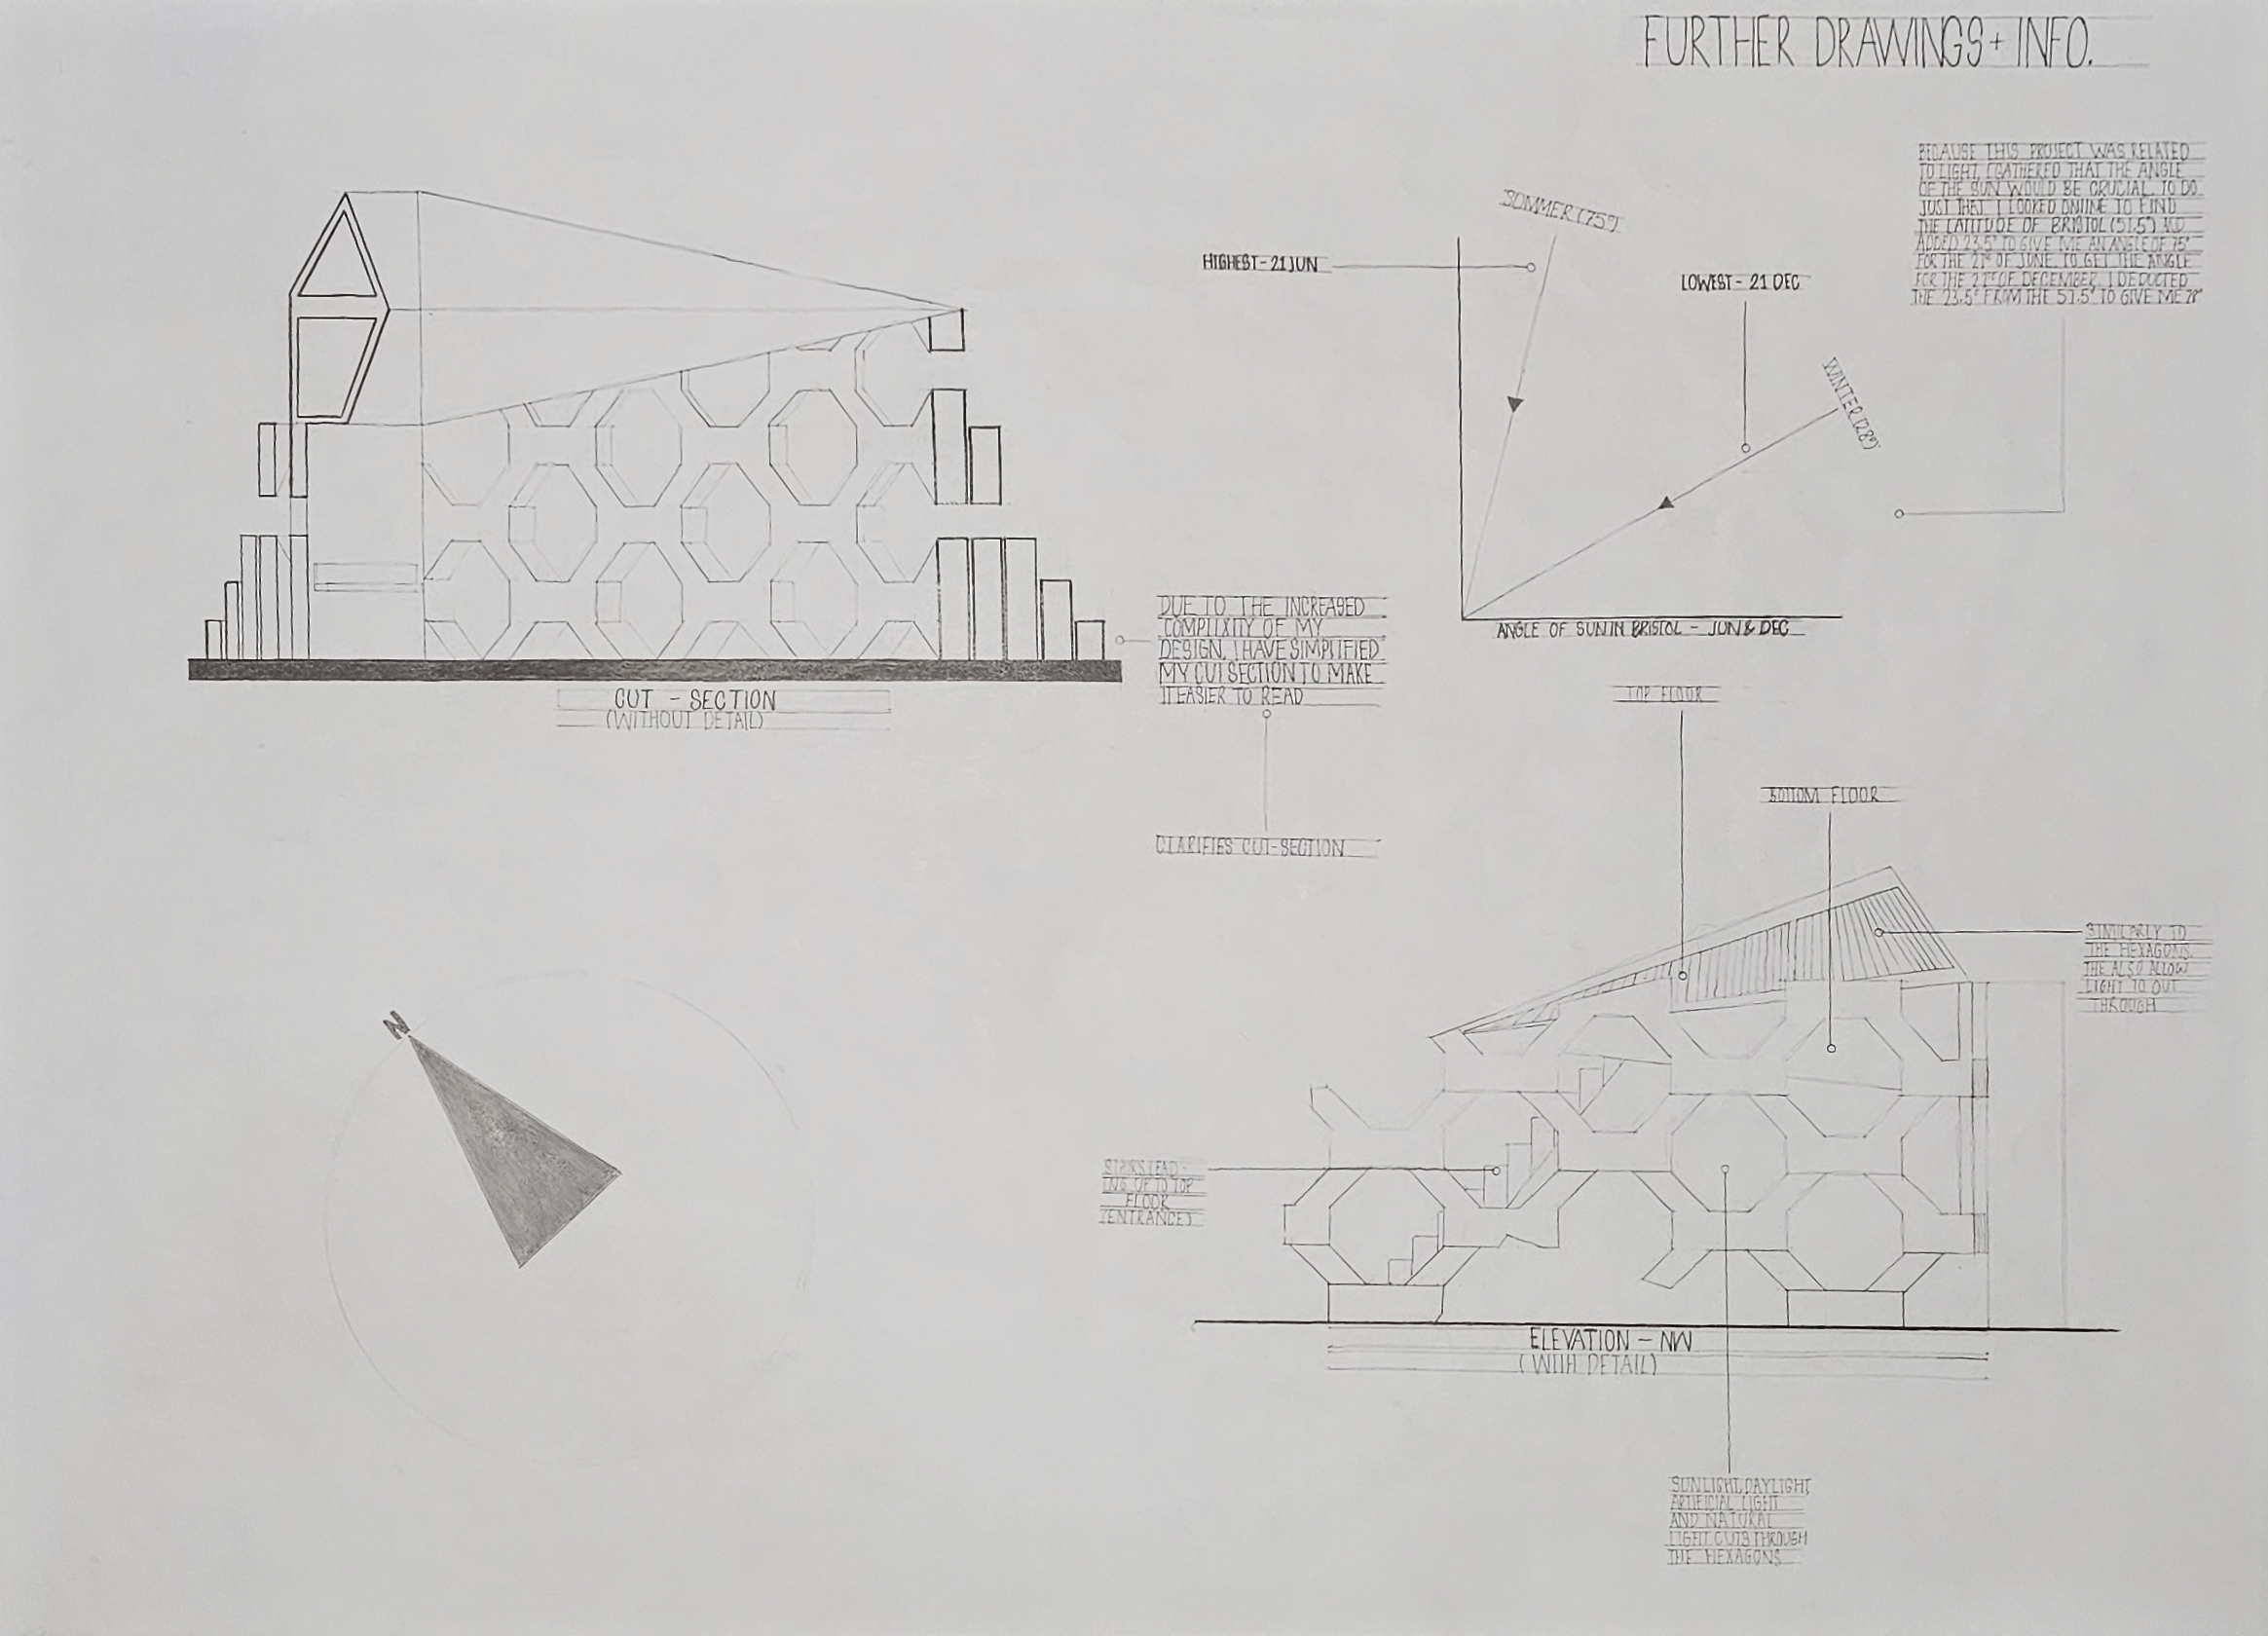 FURTHER DRAWINGS + INFO.
BECAUSE THIS PROJECT WAS RELATED
TO LIGHT, I GATHERED THAT THE ANGLE
OF THE SUN WOULD BE CRUCIAL. TO DO
JUST THAT I LOOKED ONLINE TO FIND
THE LATITUDE OF BRISTOL (51.5°) AND
ADDED 23.5° TO GIVE ME AN ANGLE OF 75°
FOR THE 21ST OF JUNE. TO GET THE ANGLE
FOR THE 21ST OF DECEMBER, I DEDUCTED
THE 23.5° FROM THE 51.5° TO GIVE ME 28°
SUMMER (75°)
HIGHEST - 21 JUN
LOWEST - 21 DEC
WINTER (28°)
ANGLE OF SUN IN BRISTOL - JUN & DEC
DUE TO THE INCREASED
COMPLIXITY OF MY
DESIGN, I HAVE SIMPLIFIED
MY CUT SECTION TO MAKE
IT EASIER TO READ
CUT - SECTION
(WITHOUT DETAIL)
CLARIFIES CUT-SECTION
TOP FLOOR
BOTTOM FLOOR
SIMILARLY TO
THE HEXAGONS,
THE ALSO ALLOW
LIGHT TO OUT
THROUGH
N
STAIRS LEAD-
ING UP TO TOP
FLOOR
(ENTRANCE)
ELEVATION - NW
(WITH DETAIL)
SUNLIGHT, DAYLIGHT
ARTIFICIAL LIGHT
AND NATURAL
LIGHT CUTS THROUGH
THE HEXAGONS